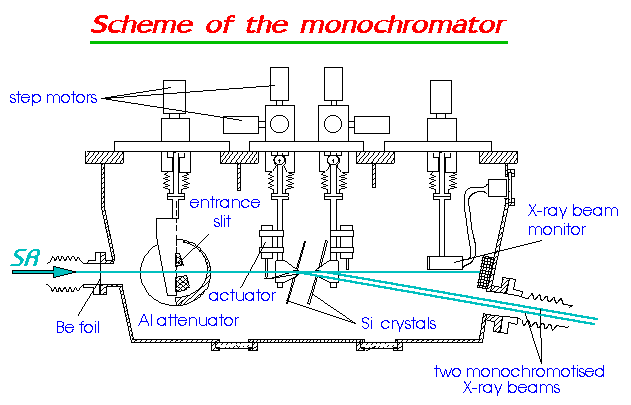 Scheme of the monochromator
step motors
entrance
slit
X-ray beam
monitor
SR
actuator
Be foil
Al attenuator
Si crystals
two monochromotised
X-ray beams